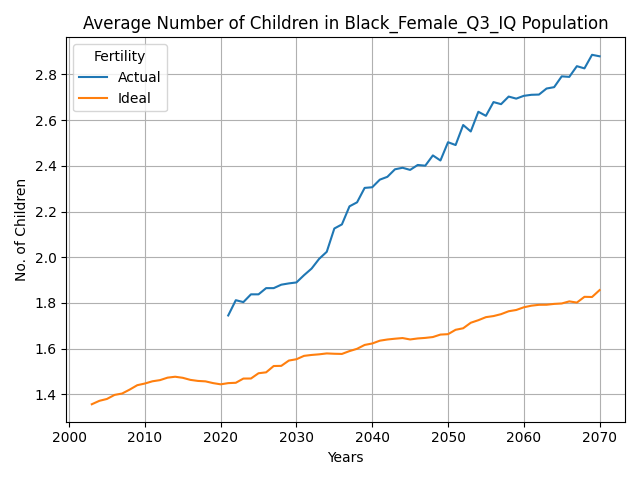 Average Number of Children in Black_Female_Q3_IQ Population
Fertility
Actual
Ideal
No. of Children
2.8
2.6
2.4
2.2
2.0
1.8
1.6
1.4
2000 2010 2020 2030 2040 2050 2060 2070
Years